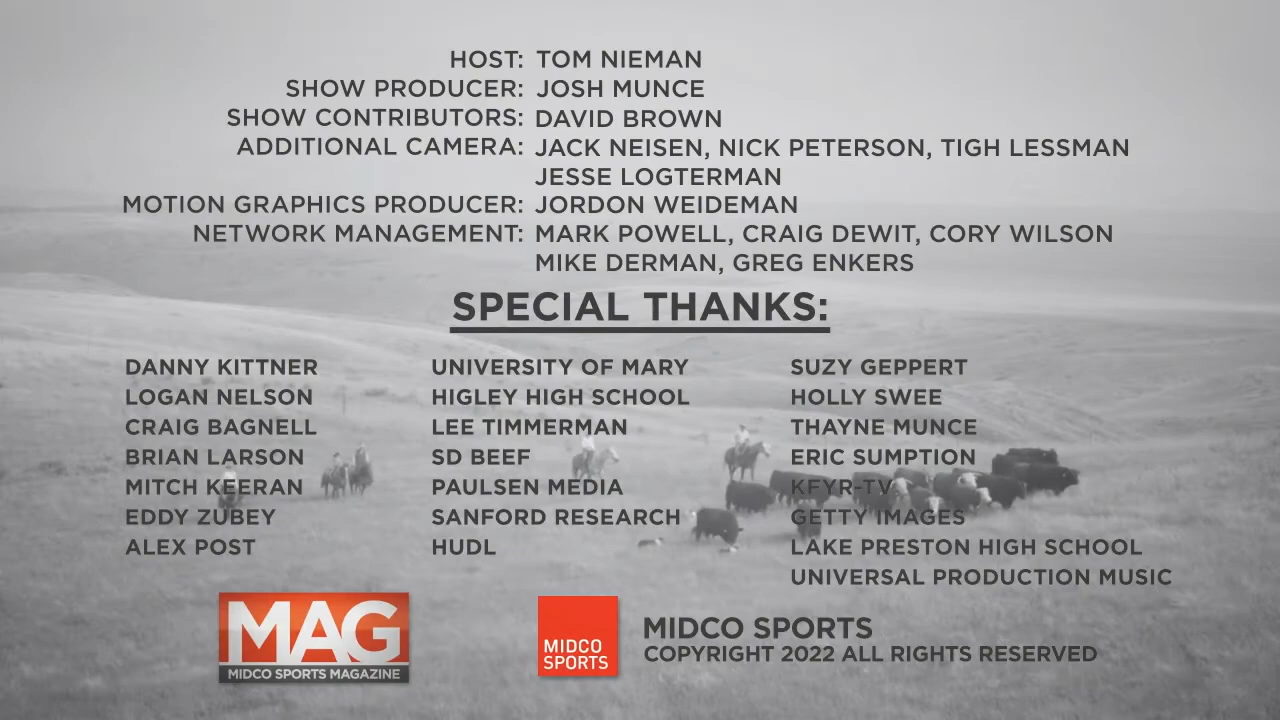 HOST: TOM NIEMAN
SHOW PRODUCER: JOSH MUNCE
SHOW CONTRIBUTORS: DAVID BROWN
ADDITIONAL CAMERA: JACK NEISEN, NICK PETERSON, TIGH LESSMAN
JESSE LOGTERMAN
MOTION GRAPHICS PRODUCER: JORDON WEIDEMAN
NETWORK MANAGEMENT: MARK POWELL, CRAIG DEWIT, CORY WILSON
MIKE DERMAN, GREG ENKERS
SPECIAL THANKS:
DANNY KITTNER
LOGAN NELSON
CRAIG BAGNELL
BRIAN LARSON
MITCH KEERAN
EDDY ZUBEY
ALEX POST
UNIVERSITY OF MARY
HIGLEY HIGH SCHOOL
LEE TIMMERMAN
SD BEEF
PAULSEN MEDIA
SANFORD RESEARCH
HUDL
SUZY GEPPERT
HOLLY SWEE
THAYNE MUNCE
ERIC SUMPTION
KFYR-TV
GETTY IMAGES
LAKE PRESTON HIGH SCHOOL
UNIVERSAL PRODUCTION MUSIC
MAG
MIDCO SPORTS MAGAZINE
MIDCO
SPORTS
MIDCO SPORTS
COPYRIGHT 2022 ALL RIGHTS RESERVED